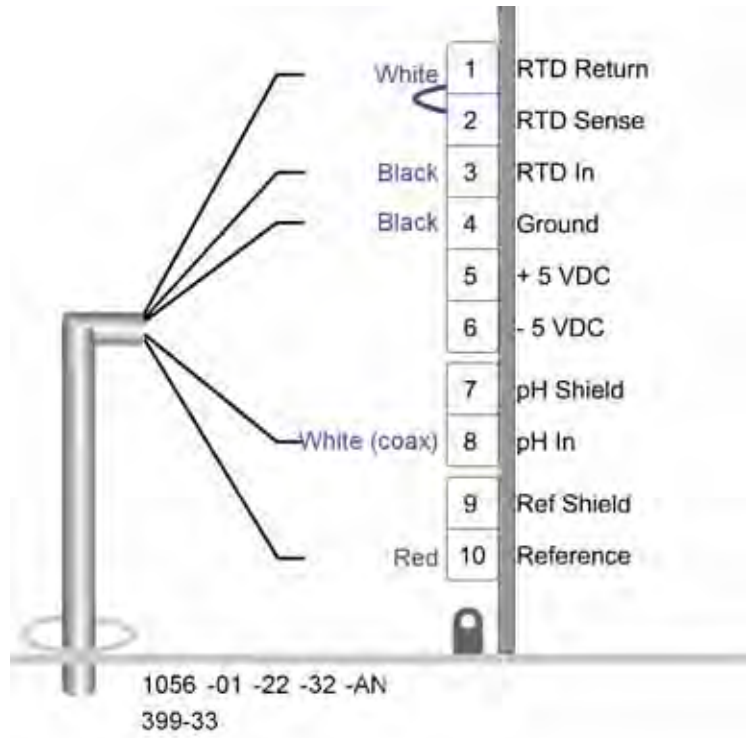 White 1 RTD Return
2 RTD Sense
Black 3 RTD In
Black 4 Ground
5 + 5 VDC
6 - 5 VDC
7 pH Shield
White (coax) 8 pH In
9 Ref Shield
Red 10 Reference
1056 -01 -22 -32 -AN
399-33